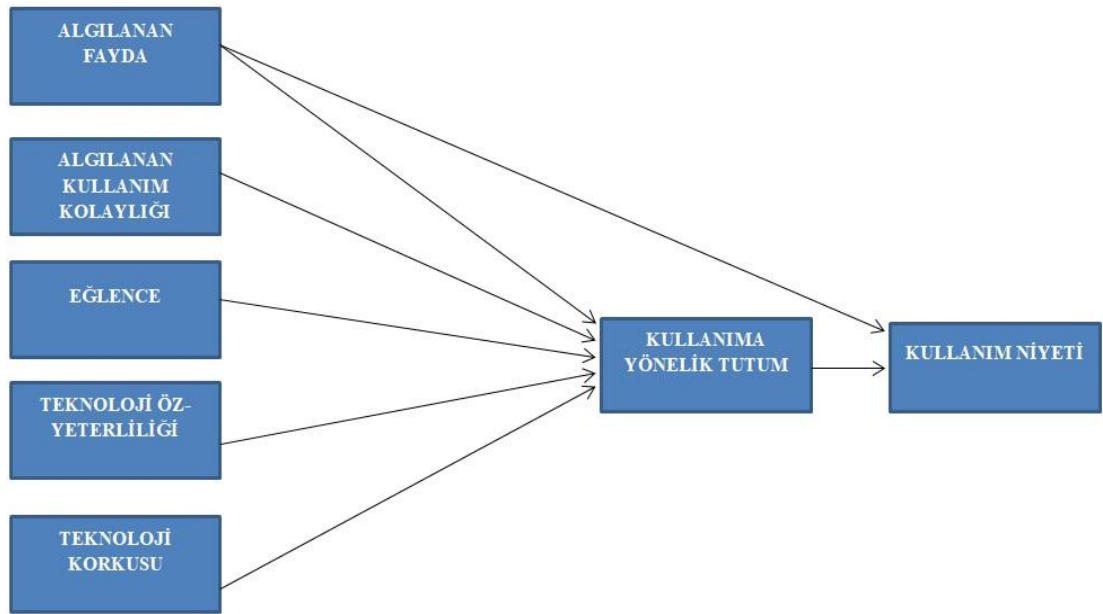 ALGILANAN
FAYDA
ALGILANAN
KULLANIM
KOLAYLIĞI
EĞLENCE
TEKNOLOJİ ÖZ-
YETERLİLİĞİ
TEKNOLOJİ
KORKUSU
KULLANIMA
YÖNELİK TUTUM
KULLANIM NİYETİ